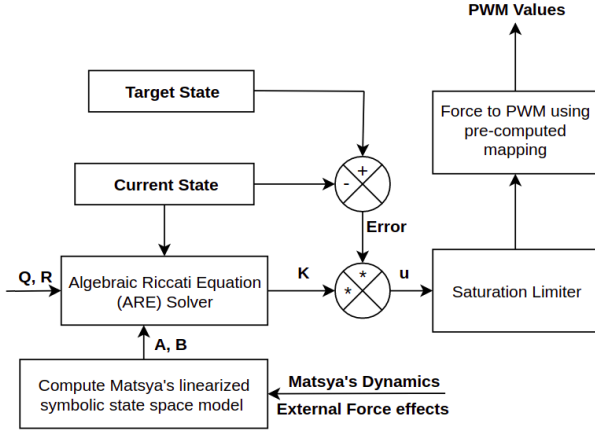 PWM Values
Target State
Force to PWM using
pre-computed
mapping
+
-
Current State
Error
Q, R
Algebraic Riccati Equation
(ARE) Solver
K
*
*
u
Saturation Limiter
A, B
Compute Matsya's linearized
symbolic state space model
Matsya's Dynamics
External Force effects